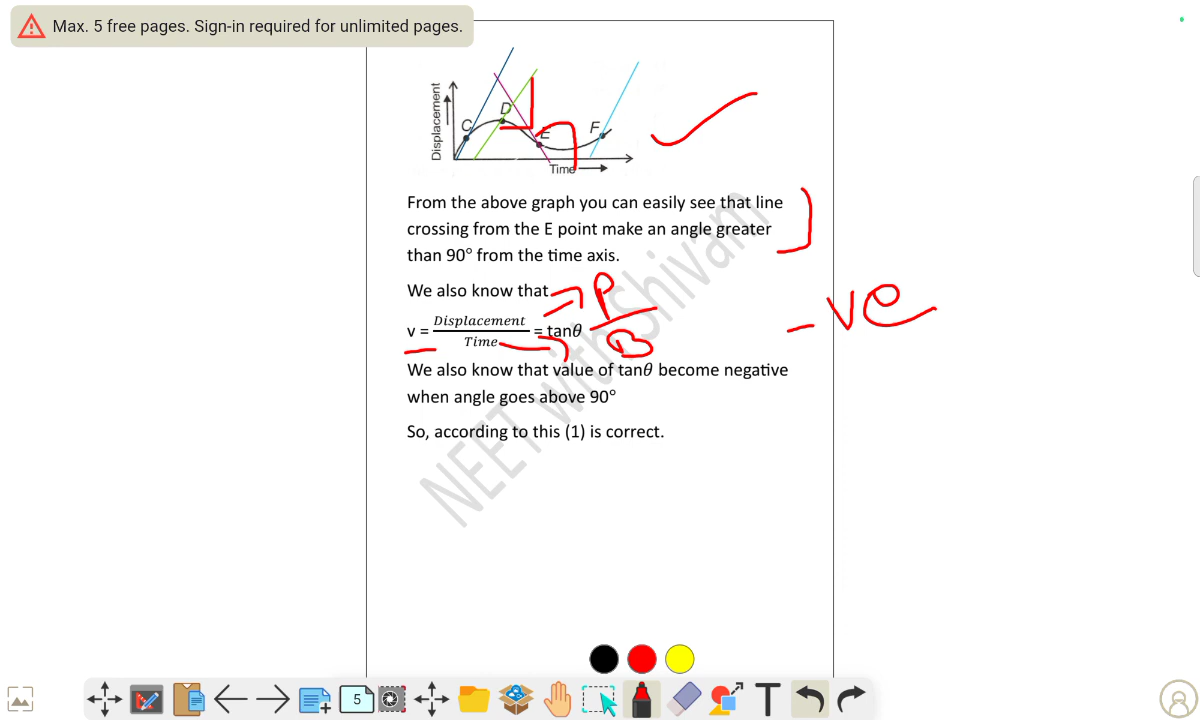 Max. 5 free pages. Sign-in required for unlimited pages.
Displacement
C
D
E
F
Time
From the above graph you can easily see that line
crossing from the E point make an angle greater
than 90° from the time axis.
We also know that
P
v = Displacement / Time = tanθ
B
-ve
We also know that value of tanθ become negative
when angle goes above 90°
So, according to this (1) is correct.
NEET with Shivam
5
T